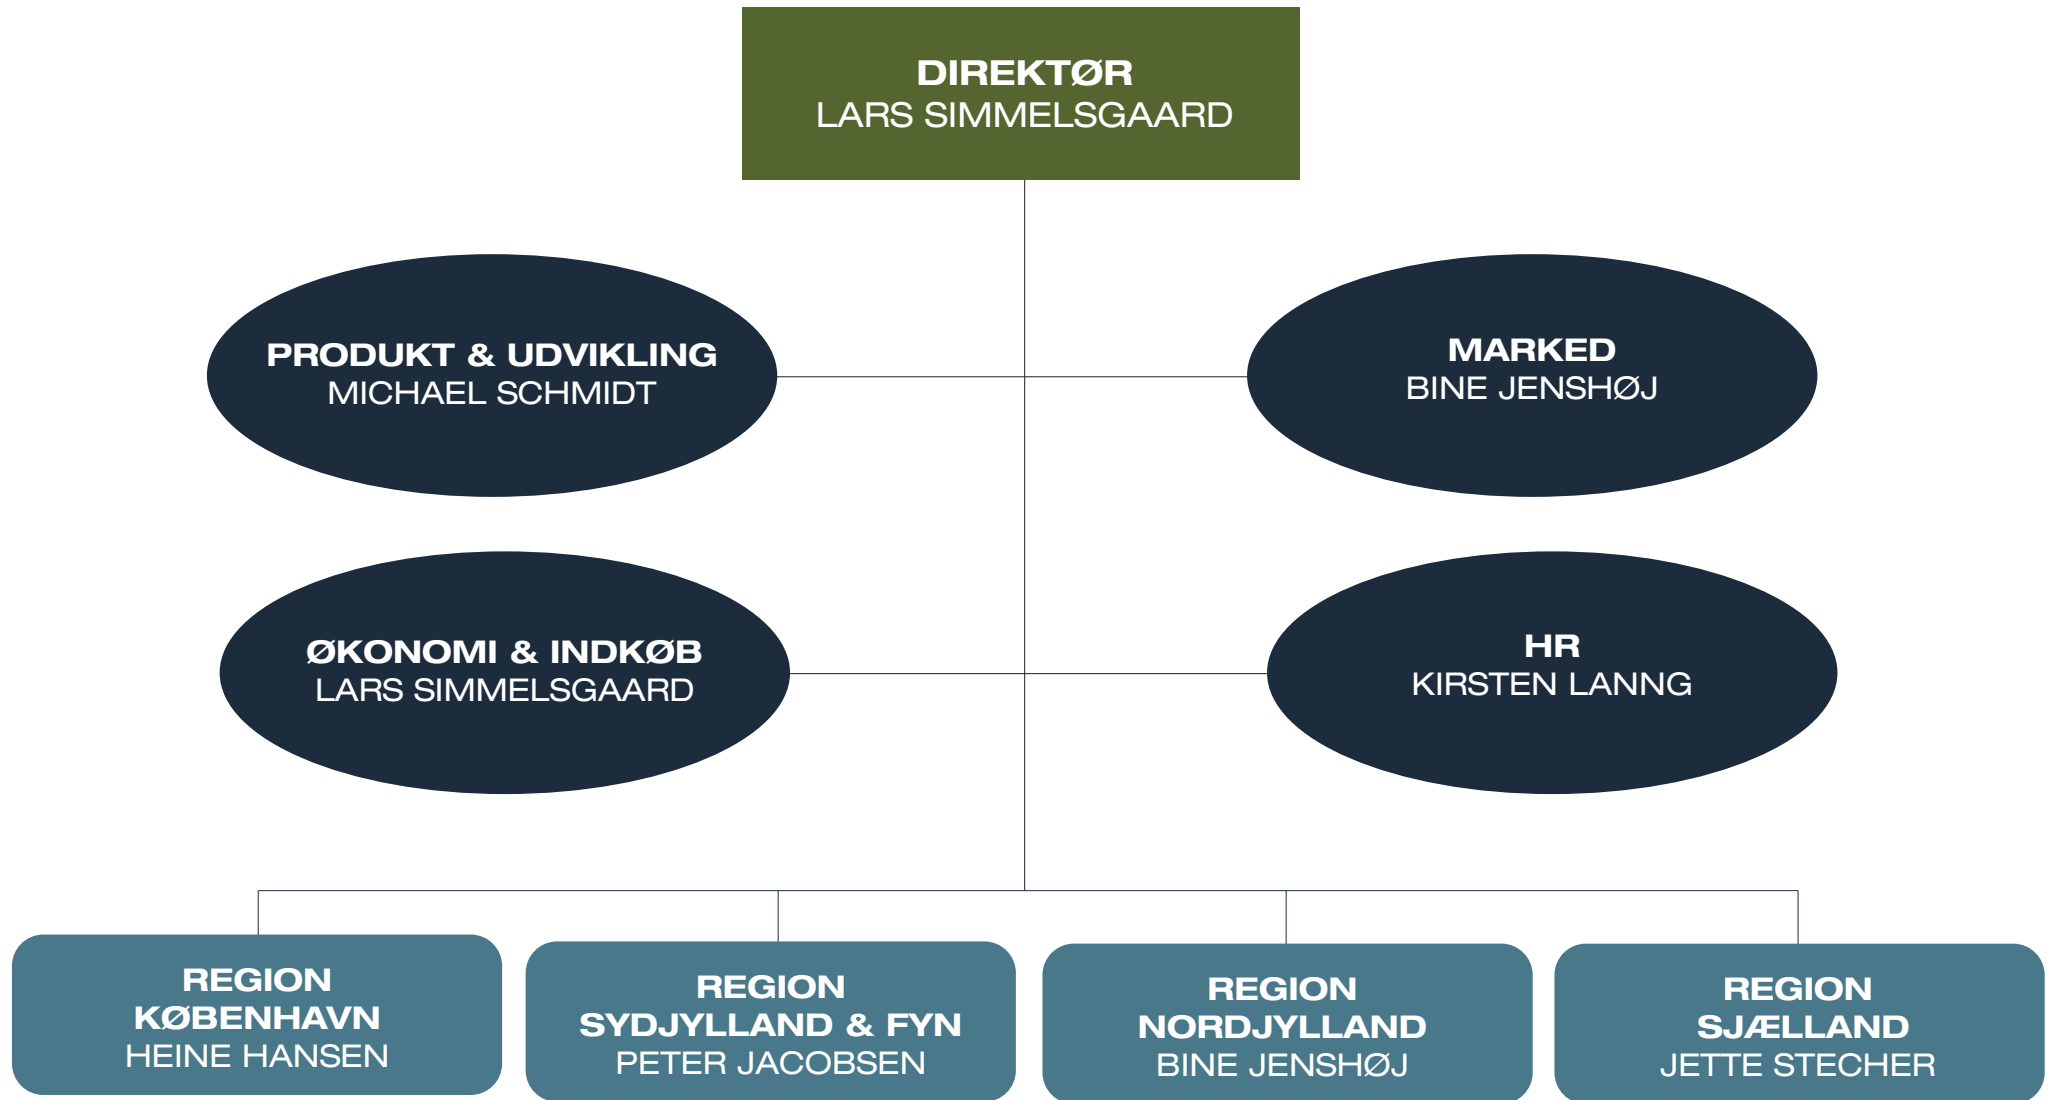 DIREKTØR
LARS SIMMELSGAARD
PRODUKT & UDVIKLING
MICHAEL SCHMIDT
MARKED
BINE JENSHØJ
ØKONOMI & INDKØB
LARS SIMMELSGAARD
HR
KIRSTEN LANNG
REGION
KØBENHAVN
HEINE HANSEN
REGION
SYDJYLLAND & FYN
PETER JACOBSEN
REGION
NORDJYLLAND
BINE JENSHØJ
REGION
SJÆLLAND
JETTE STECHER